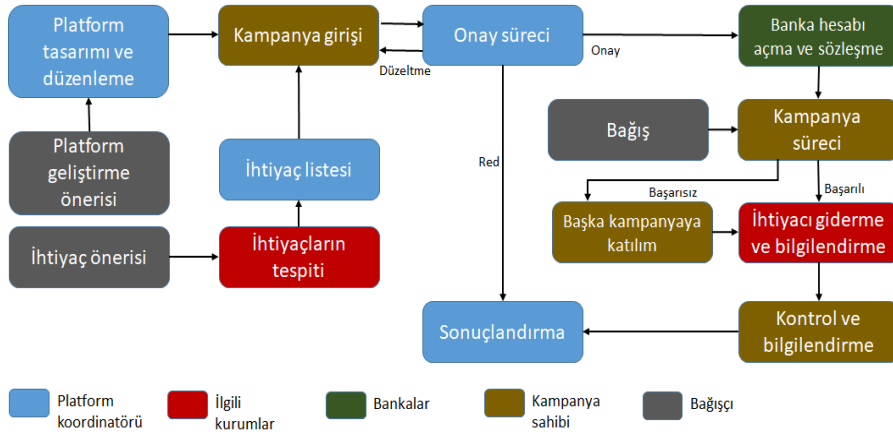 Platform
tasarımı ve
düzenleme
Kampanya girişi
Onay süreci
Banka hesabı
açma ve sözleşme
Düzeltme
Onay
Platform
geliştirme
önerisi
İhtiyaç listesi
Bağış
Kampanya
süreci
Red
Başarısız
Başarılı
İhtiyaç önerisi
İhtiyaçların
tespiti
Başka kampanyaya
katılım
İhtiyacı giderme
ve bilgilendirme
Sonuçlandırma
Kontrol ve
bilgilendirme
Platform
koordinatörü
İlgili
kurumlar
Bankalar
Kampanya
sahibi
Bağışçı